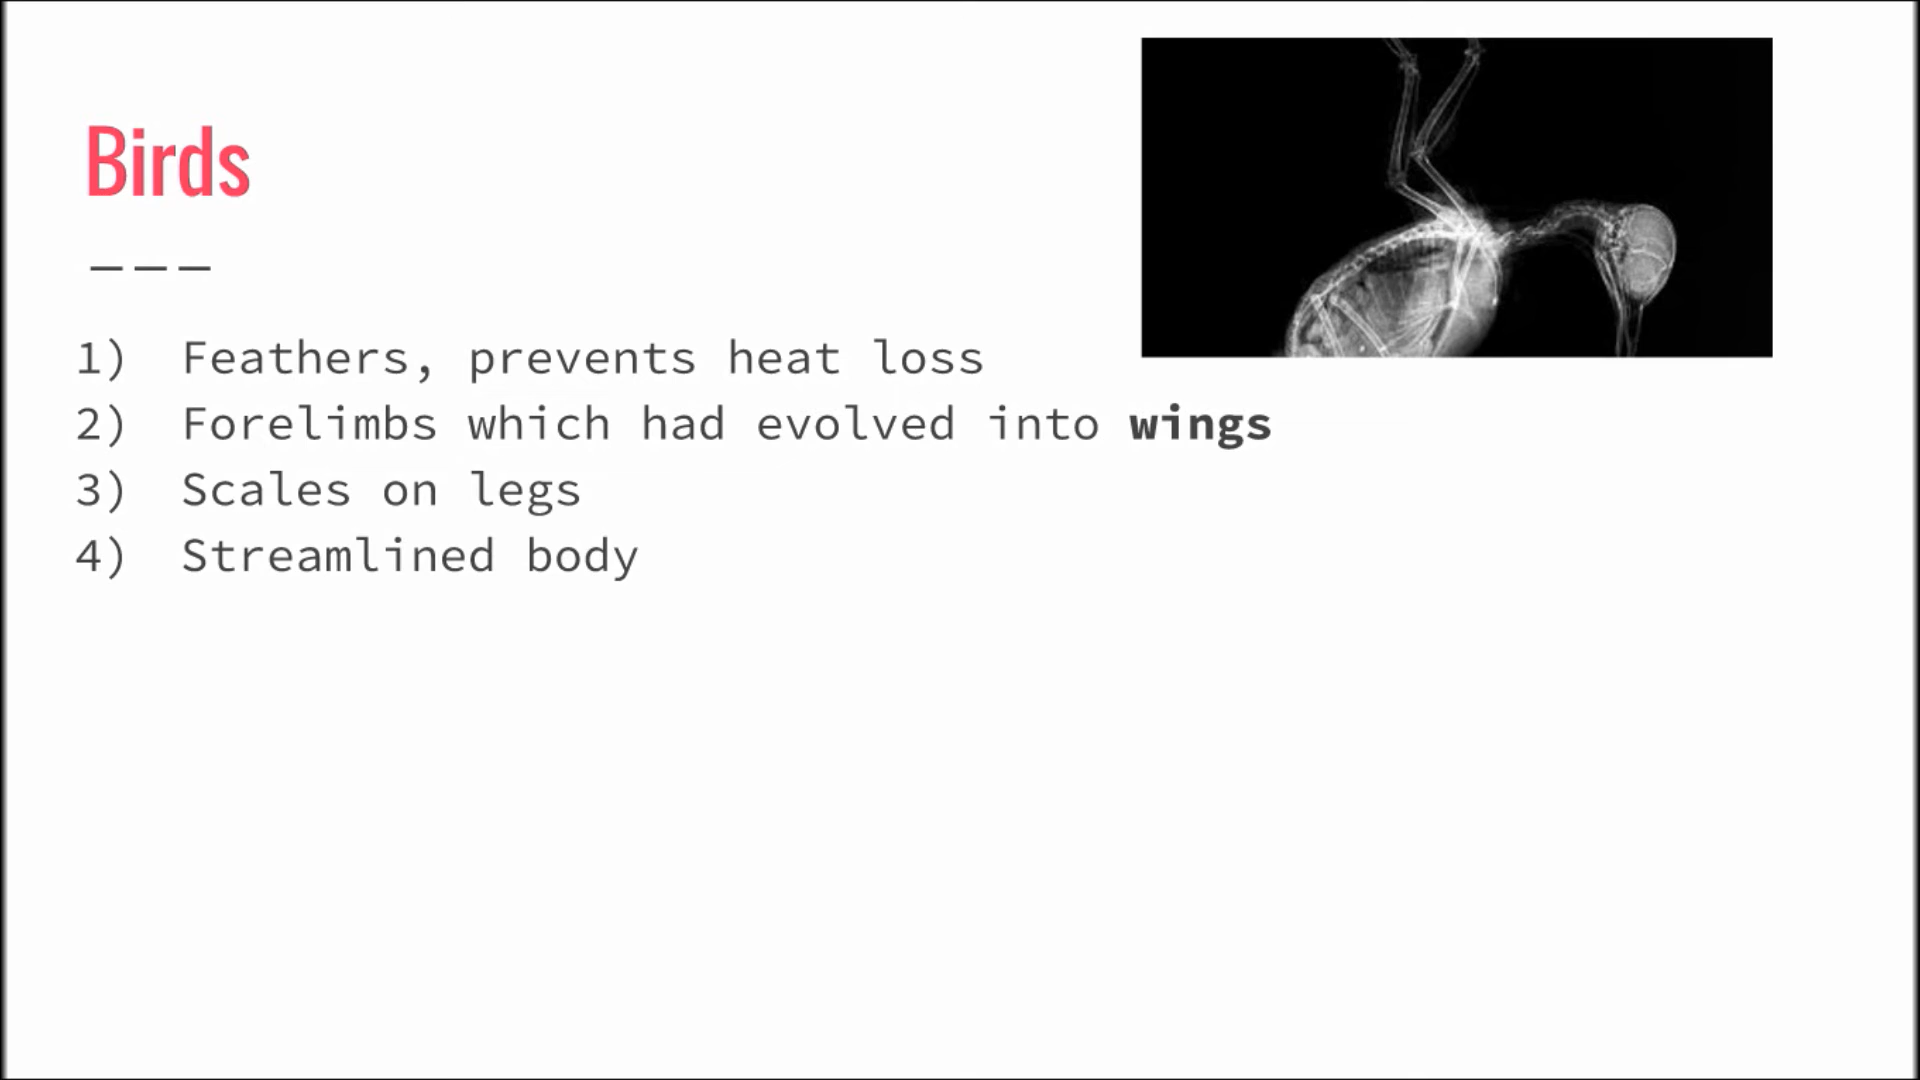 Birds
1) Feathers, prevents heat loss
2) Forelimbs which had evolved into wings
3) Scales on legs
4) Streamlined body